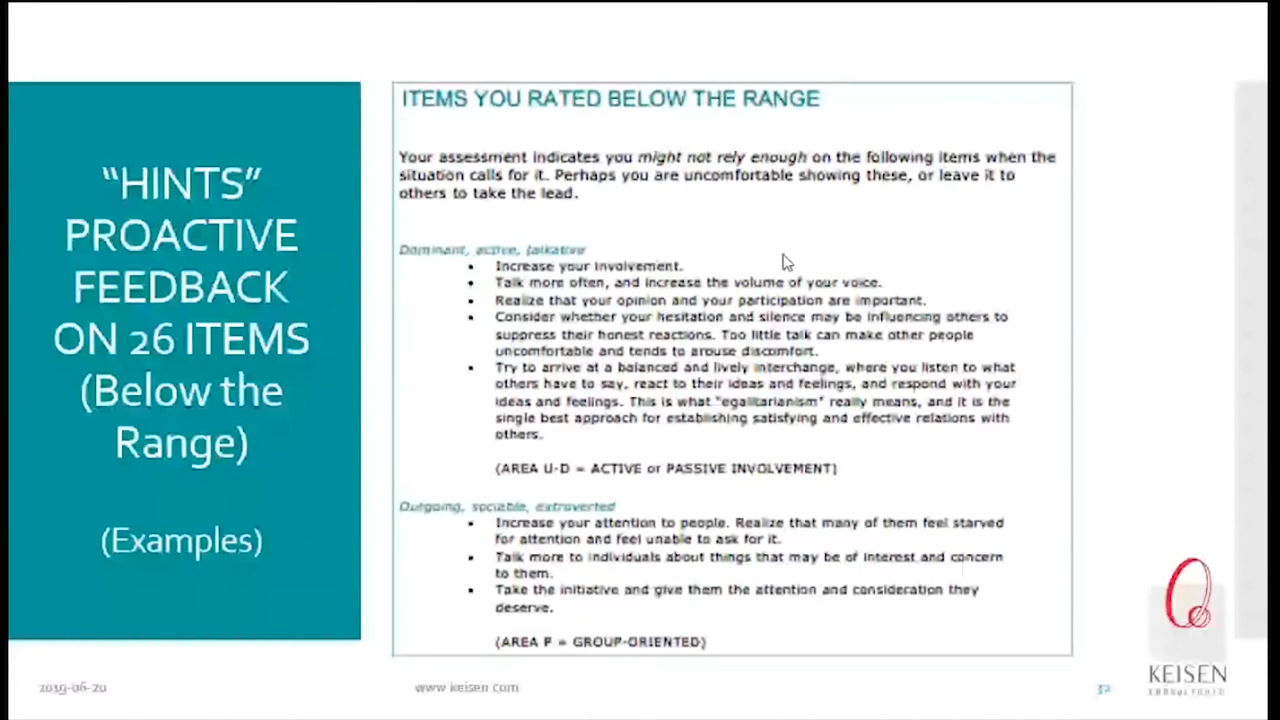 “HINTS”
PROACTIVE
FEEDBACK
ON 26 ITEMS
(Below the
Range)
(Examples)
ITEMS YOU RATED BELOW THE RANGE
Your assessment indicates you might not rely enough on the following items when the
situation calls for it. Perhaps you are uncomfortable showing these, or leave it to
others to take the lead.
Dominant, active, talkative
• Increase your involvement.
• Talk more often, and increase the volume of your voice.
• Realize that your opinion and your participation are important.
• Consider whether your hesitation and silence may be influencing others to
suppress their honest reactions. Too little talk can make other people
uncomfortable and tends to arouse discomfort.
• Try to arrive at a balanced and lively interchange, where you listen to what
others have to say, react to their ideas and feelings, and respond with your
ideas and feelings. This is what "egalitarianism" really means, and it is the
single best approach for establishing satisfying and effective relations with
others.
(AREA U-D = ACTIVE or PASSIVE INVOLVEMENT)
Outgoing, sociable, extroverted
• Increase your attention to people. Realize that many of them feel starved
for attention and feel unable to ask for it.
• Talk more to individuals about things that may be of interest and concern
to them.
• Take the initiative and give them the attention and consideration they
deserve.
(AREA P = GROUP-ORIENTED)
2019-06-20
www.keisen.com
32
KEISEN
CONSULTORES